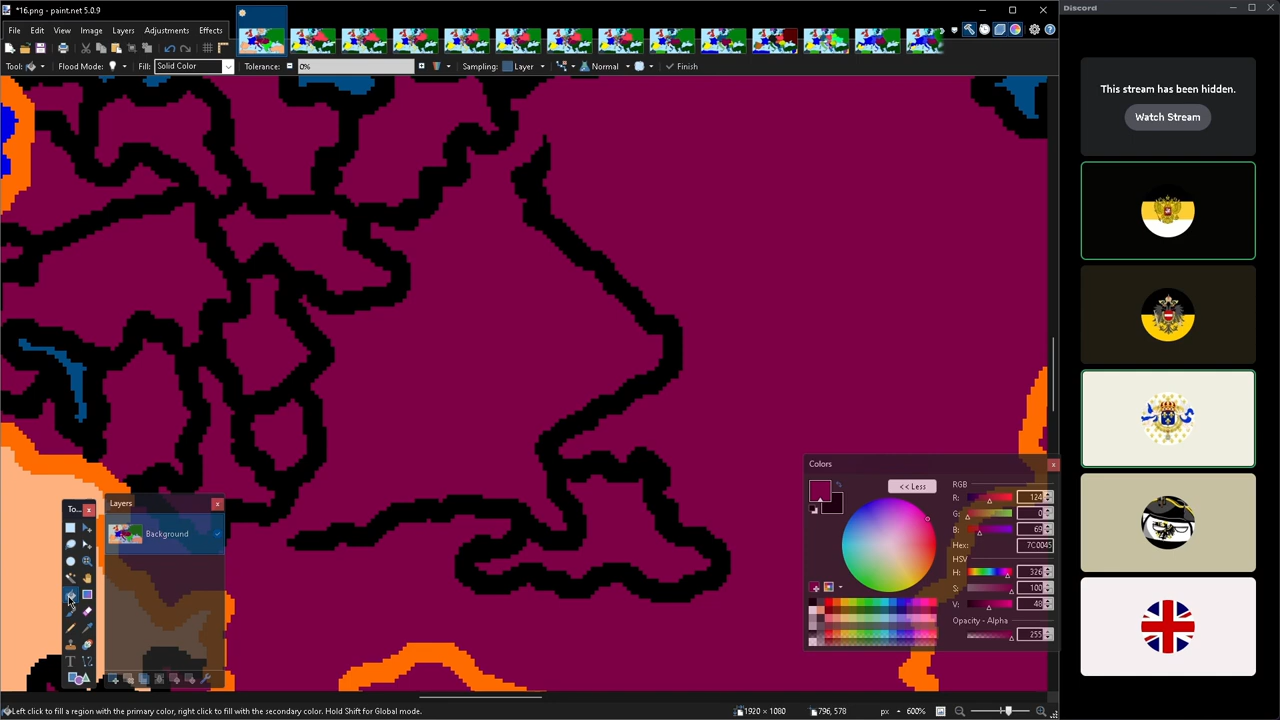 *16.png - paint.net 5.0.9
Discord
File Edit View Image Layers Adjustments Effects
Tool: Flood Mode: Fill: Solid Color Tolerance: 0% Sampling: Layer Normal Finish
This stream has been hidden.
Watch Stream
Colors
<< Less
RGB
R: 124
G: 0
B: 69
Hex: 7C0045
HSV
H: 326
S: 100
V: 48
Opacity - Alpha
255
To...
Layers
Background
Left click to fill a region with the primary color, right click to fill with the secondary color. Hold Shift for Global mode.
1920 × 1080
796, 578
px
600%